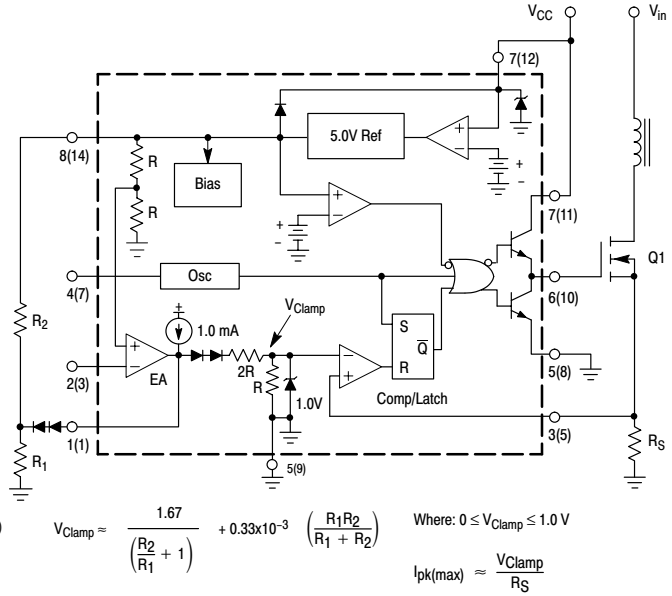 VCC Vin
7(12)
5.0V Ref
8(14)
R
Bias
R
+
−
+
−
+
−
+
−
7(11)
Q1
4(7)
Osc
6(10)
R2
VClamp
±
1.0 mA
S
Q̅
R
5(8)
2(3)
+
−
EA
2R
R
1.0V
−
+
Comp/Latch
1(1)
3(5)
R1
5(9)
RS
) VClamp ≈ 1.67 / (R2/R1 + 1) + 0.33x10−3 (R1R2 / R1 + R2) Where: 0 ≤ VClamp ≤ 1.0 V
Ipk(max) ≈ VClamp / RS